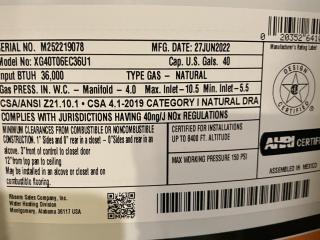 0 20352 6416
SERIAL NO. M252219078 MFG. DATE: 27JUN2022
Model No. XG40T06EC36U1 Cap. U.S. Gals. 40
Input BTUH 36,000 TYPE GAS - NATURAL
Gas PRESS. IN. W.C. - Manifold - 4.0 Max. Inlet - 10.5 Min. Inlet - 5.5
CSA/ANSI Z21.10.1 • CSA 4.1-2019 CATEGORY I NATURAL DRA
COMPLIES WITH JURISDICTIONS HAVING 40ng/J NOx REGULATIONS
MINIMUM CLEARANCES FROM COMBUSTIBLE OR NONCOMBUSTIBLE
CONSTRUCTION. 1" Sides and 0" rear in a closet - 0" Sides and 0" rear
in an alcove. 3" front of control to closet door
12" from top gan to ceiling
May be installed in an alcove or closet and on
combustible flooring.
CERTIFIED FOR INSTALLATIONS
UP TO 8400 FT. ALTITUDE
MAX WORKING PRESSURE 150 PSI
Rheem Sales Company, Inc.
Water Heating Division
Montgomery, Alabama 36117 USA
Manufacturer's Rating Label
DESIGN
CERTIFIED
AHRI CERTIF
ASSEMBLED IN MEXICO